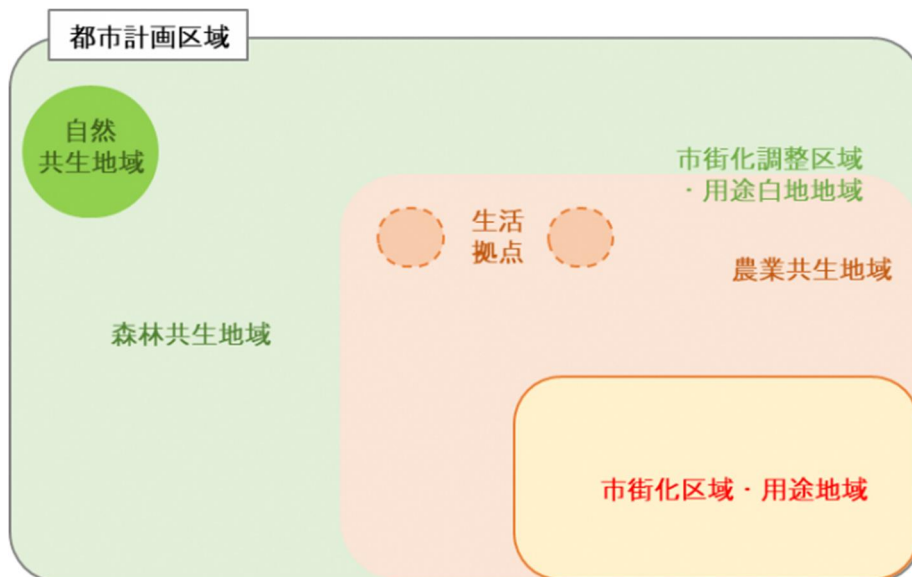 都市計画区域
自然
共生地域
市街化調整区域
・用途白地地域
生活
拠点
農業共生地域
森林共生地域
市街化区域・用途地域